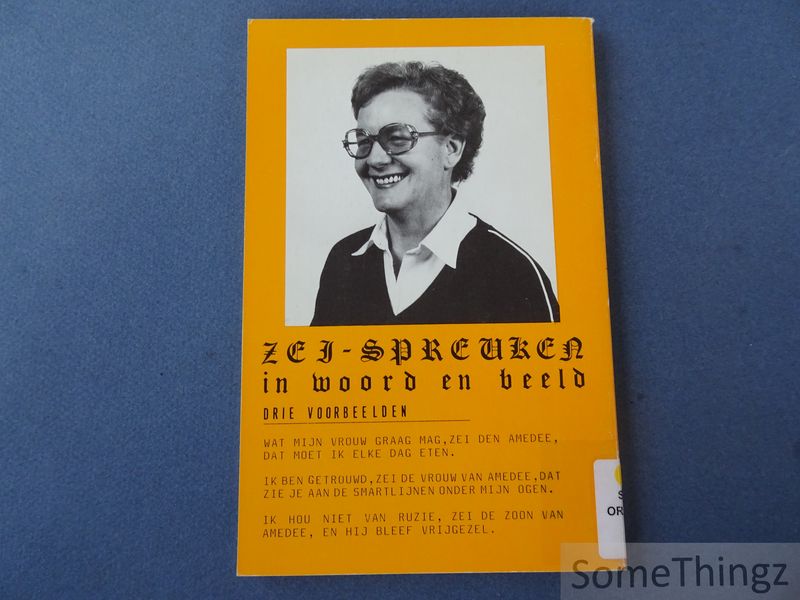 ZEI-SPREUKEN
in woord en beeld
DRIE VOORBEELDEN
WAT MIJN VROUW GRAAG MAG,ZEI DEN AMEDEE,
DAT MOET IK ELKE DAG ETEN.
IK BEN GETROUWD,ZEI DE VROUW VAN AMEDEE,DAT
ZIE JE AAN DE SMARTLIJNEN ONDER MIJN OGEN.
IK HOU NIET VAN RUZIE, ZEI DE ZOON VAN
AMEDEE, EN HIJ BLEEF VRIJGEZEL.
S
OR
SomeThingz